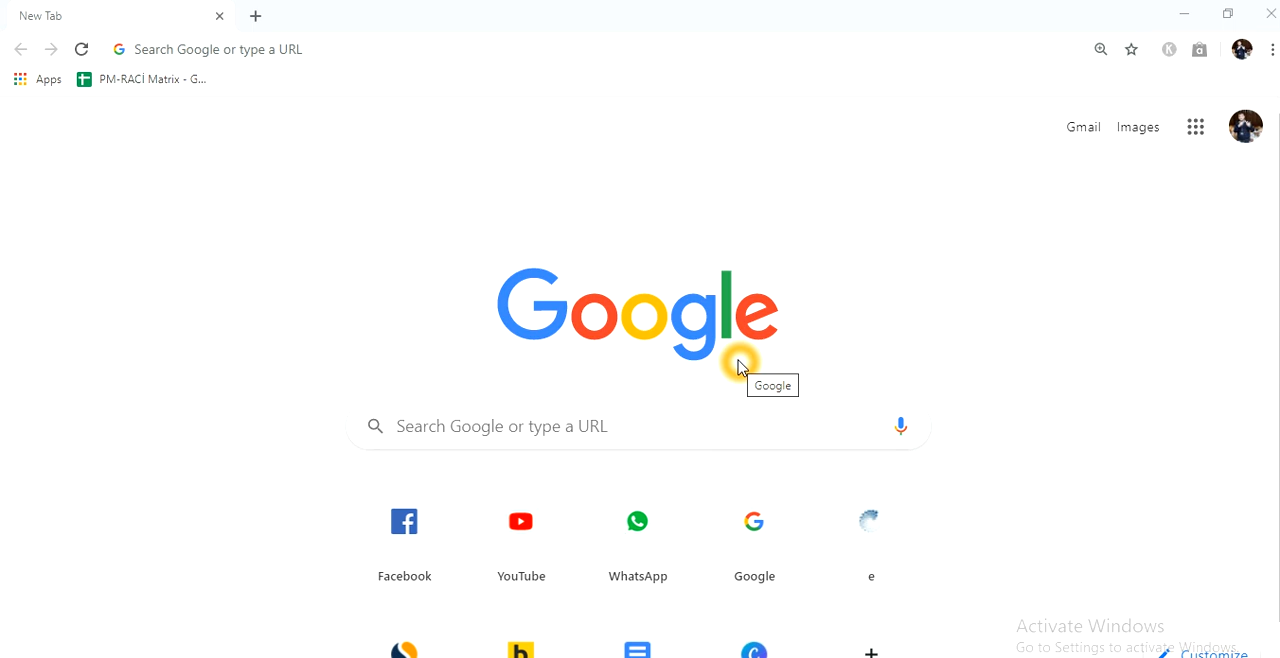 New Tab
Search Google or type a URL
Apps PM-RACİ Matrix - G...
Gmail Images
Google
Google
Search Google or type a URL
Facebook YouTube WhatsApp Google e
Activate Windows
Go to Settings to activate Windows.
Customize